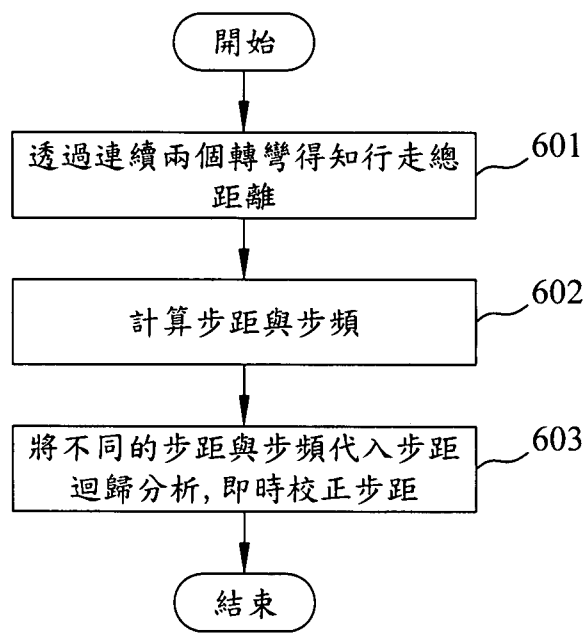 開始
透過連續兩個轉彎得知行走總
距離
601
計算步距與步頻
602
將不同的步距與步頻代入步距
迴歸分析,即時校正步距
603
結束